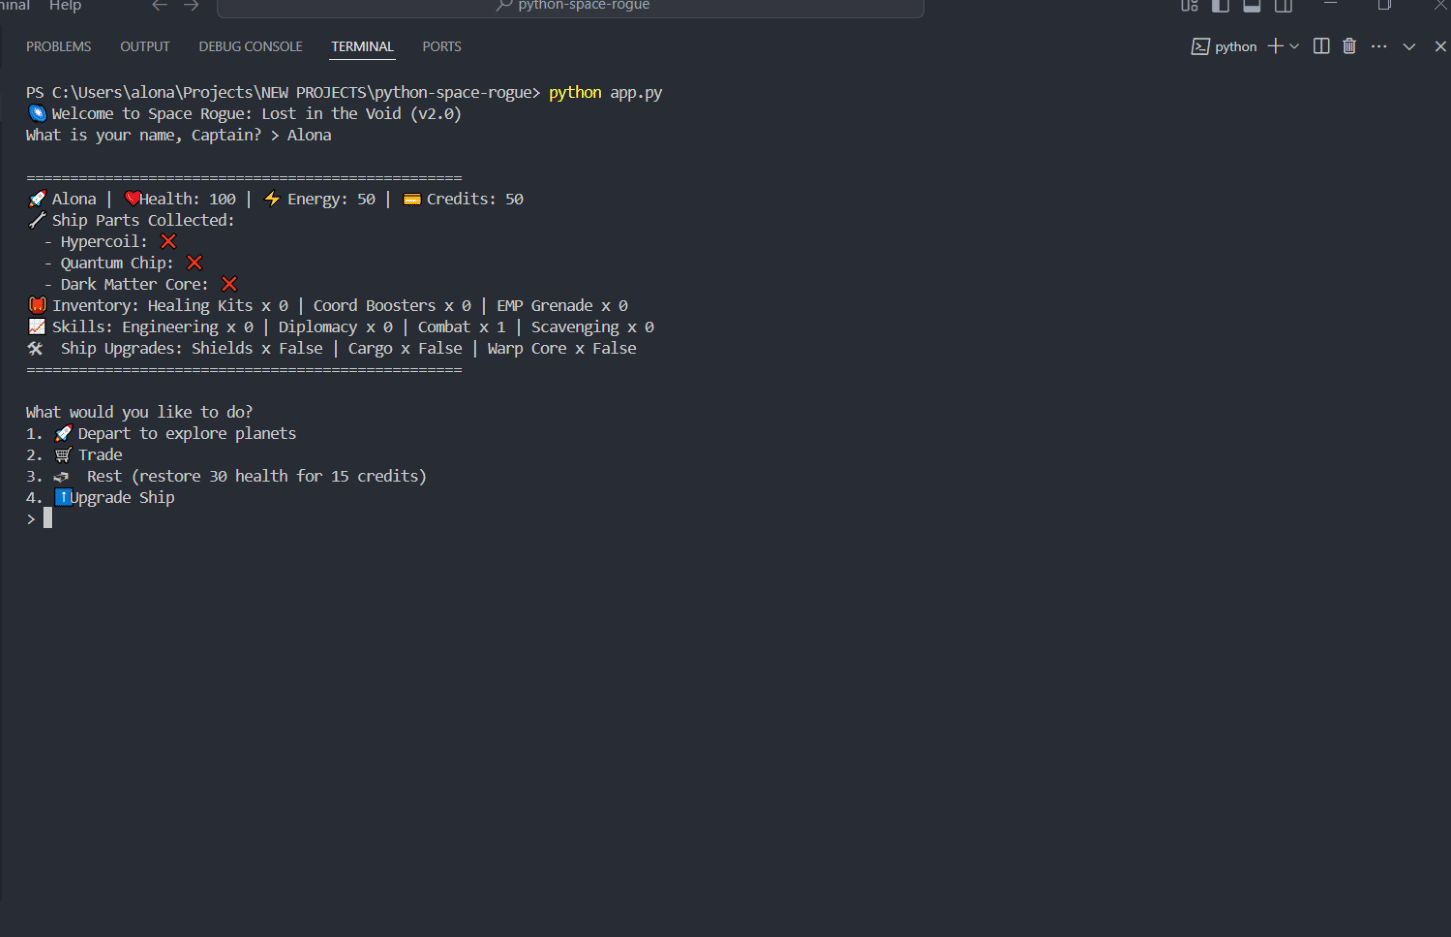 Help
python-space-rogue
PROBLEMS OUTPUT DEBUG CONSOLE TERMINAL PORTS
python
PS C:\Users\alona\Projects\NEW PROJECTS\python-space-rogue> python app.py
Welcome to Space Rogue: Lost in the Void (v2.0)
What is your name, Captain? > Alona
==================================================
🚀 Alona | ❤️Health: 100 | ⚡ Energy: 50 | 💳 Credits: 50
🔧 Ship Parts Collected:
- Hypercoil: ❌
- Quantum Chip: ❌
- Dark Matter Core: ❌
🎒 Inventory: Healing Kits x 0 | Coord Boosters x 0 | EMP Grenade x 0
📈 Skills: Engineering x 0 | Diplomacy x 0 | Combat x 1 | Scavenging x 0
🛠 Ship Upgrades: Shields x False | Cargo x False | Warp Core x False
==================================================
What would you like to do?
1. 🚀 Depart to explore planets
2. 🛒 Trade
3. Rest (restore 30 health for 15 credits)
4. ⬆️Upgrade Ship
>